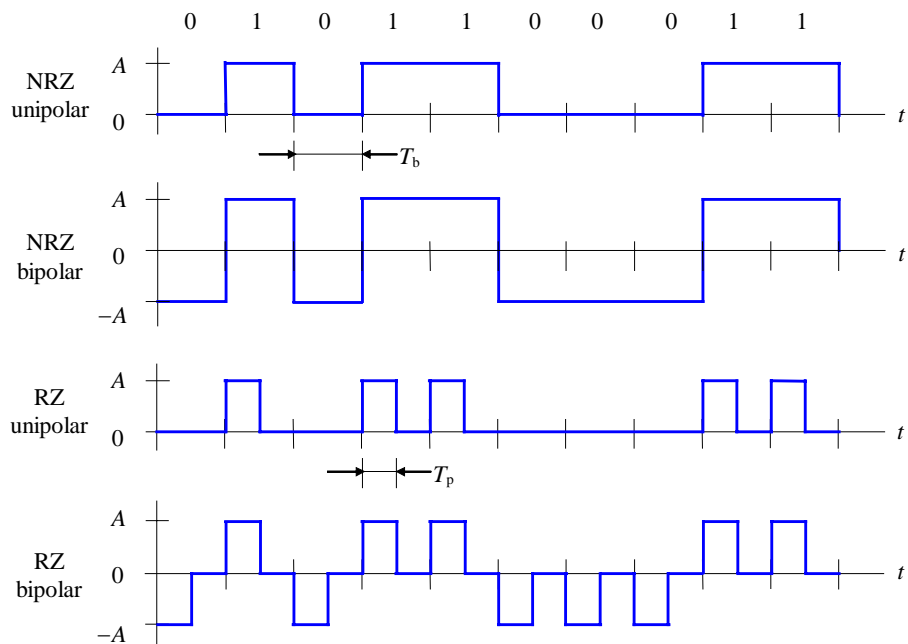 0 1 0 1 1 0 0 0 1 1
A
NRZ
unipolar
0
t
T_b
A
NRZ
bipolar
0
t
−A
A
RZ
unipolar
0
t
T_p
A
RZ
bipolar
0
t
−A